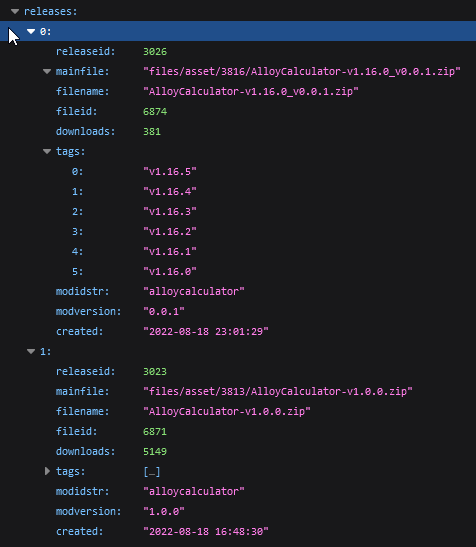 releases:
0:
releaseid: 3026
mainfile: "files/asset/3816/AlloyCalculator-v1.16.0_v0.0.1.zip"
filename: "AlloyCalculator-v1.16.0_v0.0.1.zip"
fileid: 6874
downloads: 381
tags:
0: "v1.16.5"
1: "v1.16.4"
2: "v1.16.3"
3: "v1.16.2"
4: "v1.16.1"
5: "v1.16.0"
modidstr: "alloycalculator"
modversion: "0.0.1"
created: "2022-08-18 23:01:29"
1:
releaseid: 3023
mainfile: "files/asset/3813/AlloyCalculator-v1.0.0.zip"
filename: "AlloyCalculator-v1.0.0.zip"
fileid: 6871
downloads: 5149
tags: […]
modidstr: "alloycalculator"
modversion: "1.0.0"
created: "2022-08-18 16:48:30"